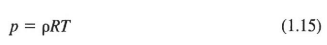 p = ρRT (1.15)